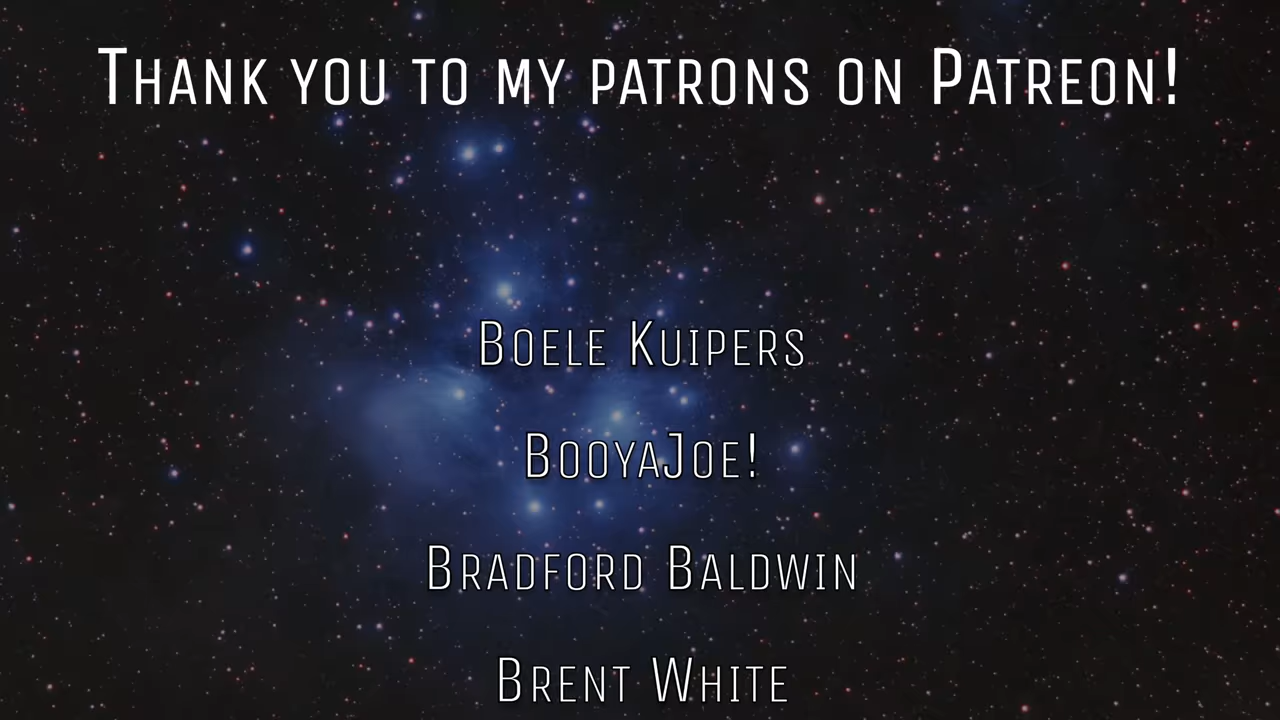 Thank you to my patrons on Patreon!
Boele Kuipers
BooyaJoe!
Bradford Baldwin
Brent White